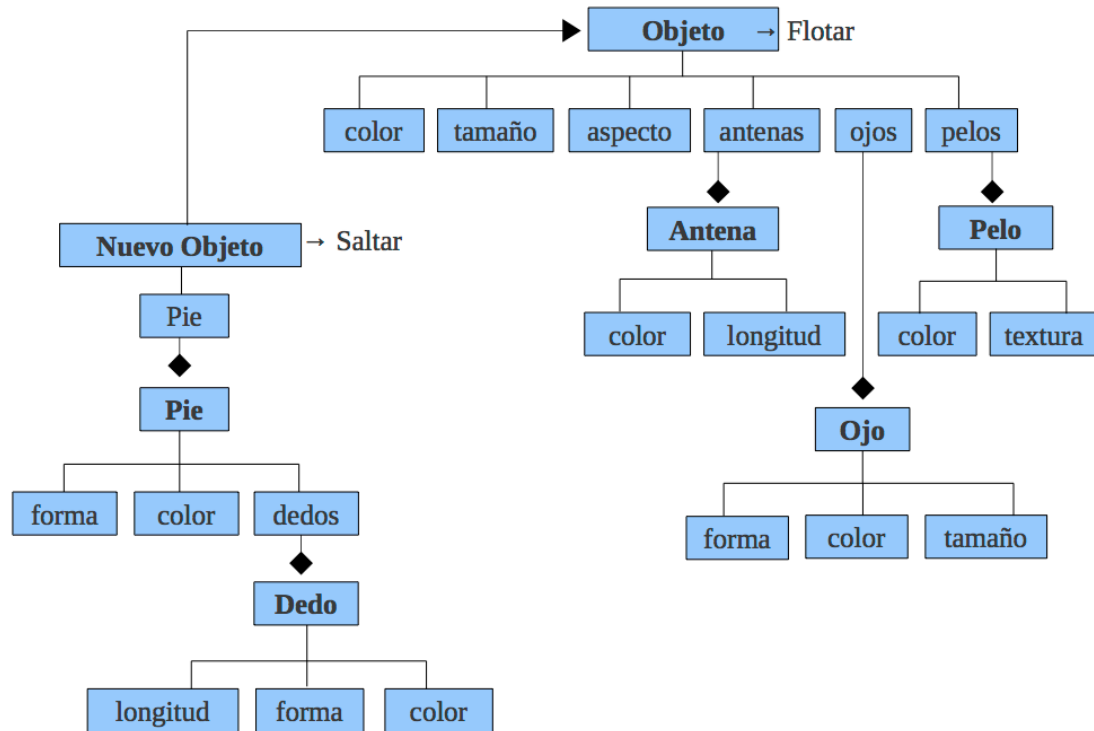 Objeto → Flotar
color tamaño aspecto antenas ojos pelos
Nuevo Objeto → Saltar
Antena Pelo
Pie
color longitud color textura
Pie
Ojo
forma color dedos
forma color tamaño
Dedo
longitud forma color